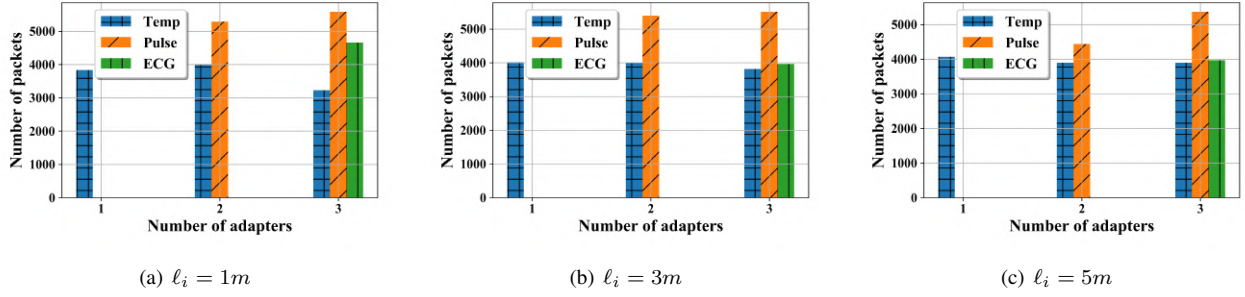 Number of packets
5000
4000
3000
2000
1000
0
Temp
Pulse
ECG
1 2 3
Number of adapters
(a) ℓi = 1m
Number of packets
5000
4000
3000
2000
1000
0
Temp
Pulse
ECG
1 2 3
Number of adapters
(b) ℓi = 3m
Number of packets
5000
4000
3000
2000
1000
0
Temp
Pulse
ECG
1 2 3
Number of adapters
(c) ℓi = 5m